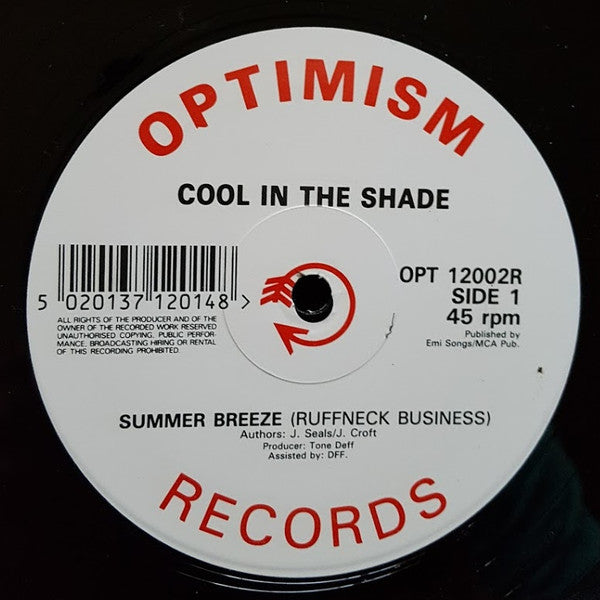 OPTIMISM
COOL IN THE SHADE
5 020137 120148 >
ALL RIGHTS OF THE PRODUCER AND OF THE
OWNER OF THE RECORDED WORK RESERVED
UNAUTHORISED COPYING, PUBLIC PERFOR-
MANCE, BROADCASTING HIRING OR RENTAL
OF THIS RECORDING PROHIBITED.
OPT 12002R
SIDE 1
45 rpm
Published by
Emi Songs/MCA Pub.
SUMMER BREEZE (RUFFNECK BUSINESS)
Authors: J. Seals/J. Croft
Producer: Tone Deff
Assisted by: DFF.
RECORDS